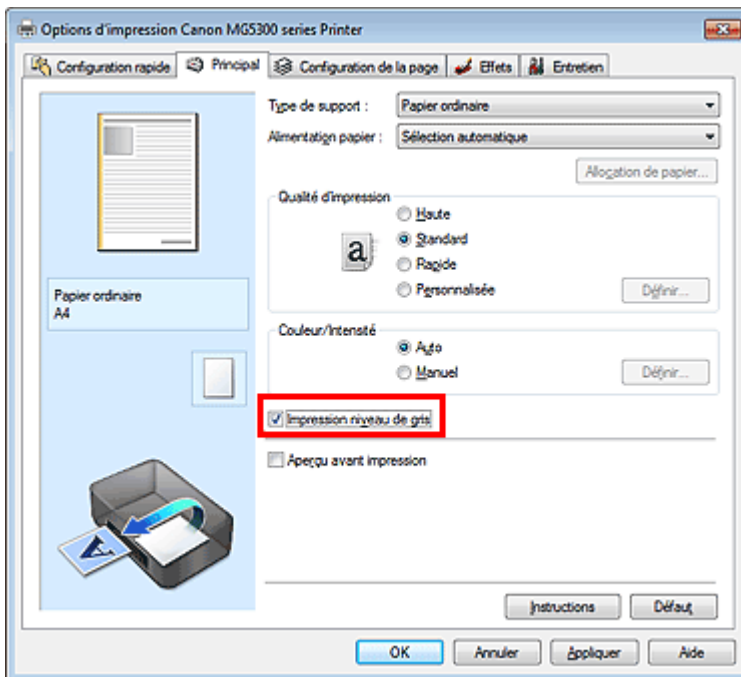 Options d'impression Canon MG5300 series Printer
Configuration rapide Principal Configuration de la page Effets Entretien
Type de support : Papier ordinaire
Alimentation papier : Sélection automatique
Allocation de papier...
Qualité d'impression
Haute
a Standard
Rapide
Personnalisée Définir...
Papier ordinaire
A4
Couleur/Intensité
Auto
Manuel Définir...
Impression niveau de gris
Aperçu avant impression
A
Instructions Défaut
OK Annuler Appliquer Aide